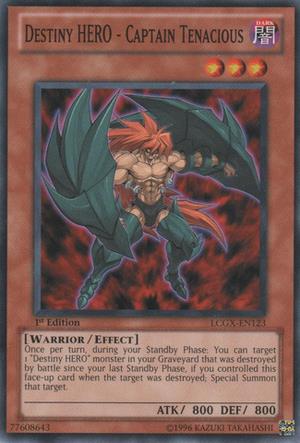 DESTINY HERO - CAPTAIN TENACIOUS
DARK
闇
1st Edition
LCGX-EN123
[WARRIOR / EFFECT]
Once per turn, during your Standby Phase: You can target
1 "Destiny HERO" monster in your Graveyard that was destroyed
by battle since your last Standby Phase, if you controlled this
face-up card when the target was destroyed; Special Summon
that target.
ATK/ 800 DEF/ 800
77608643
©1996 KAZUKI TAKAHASHI